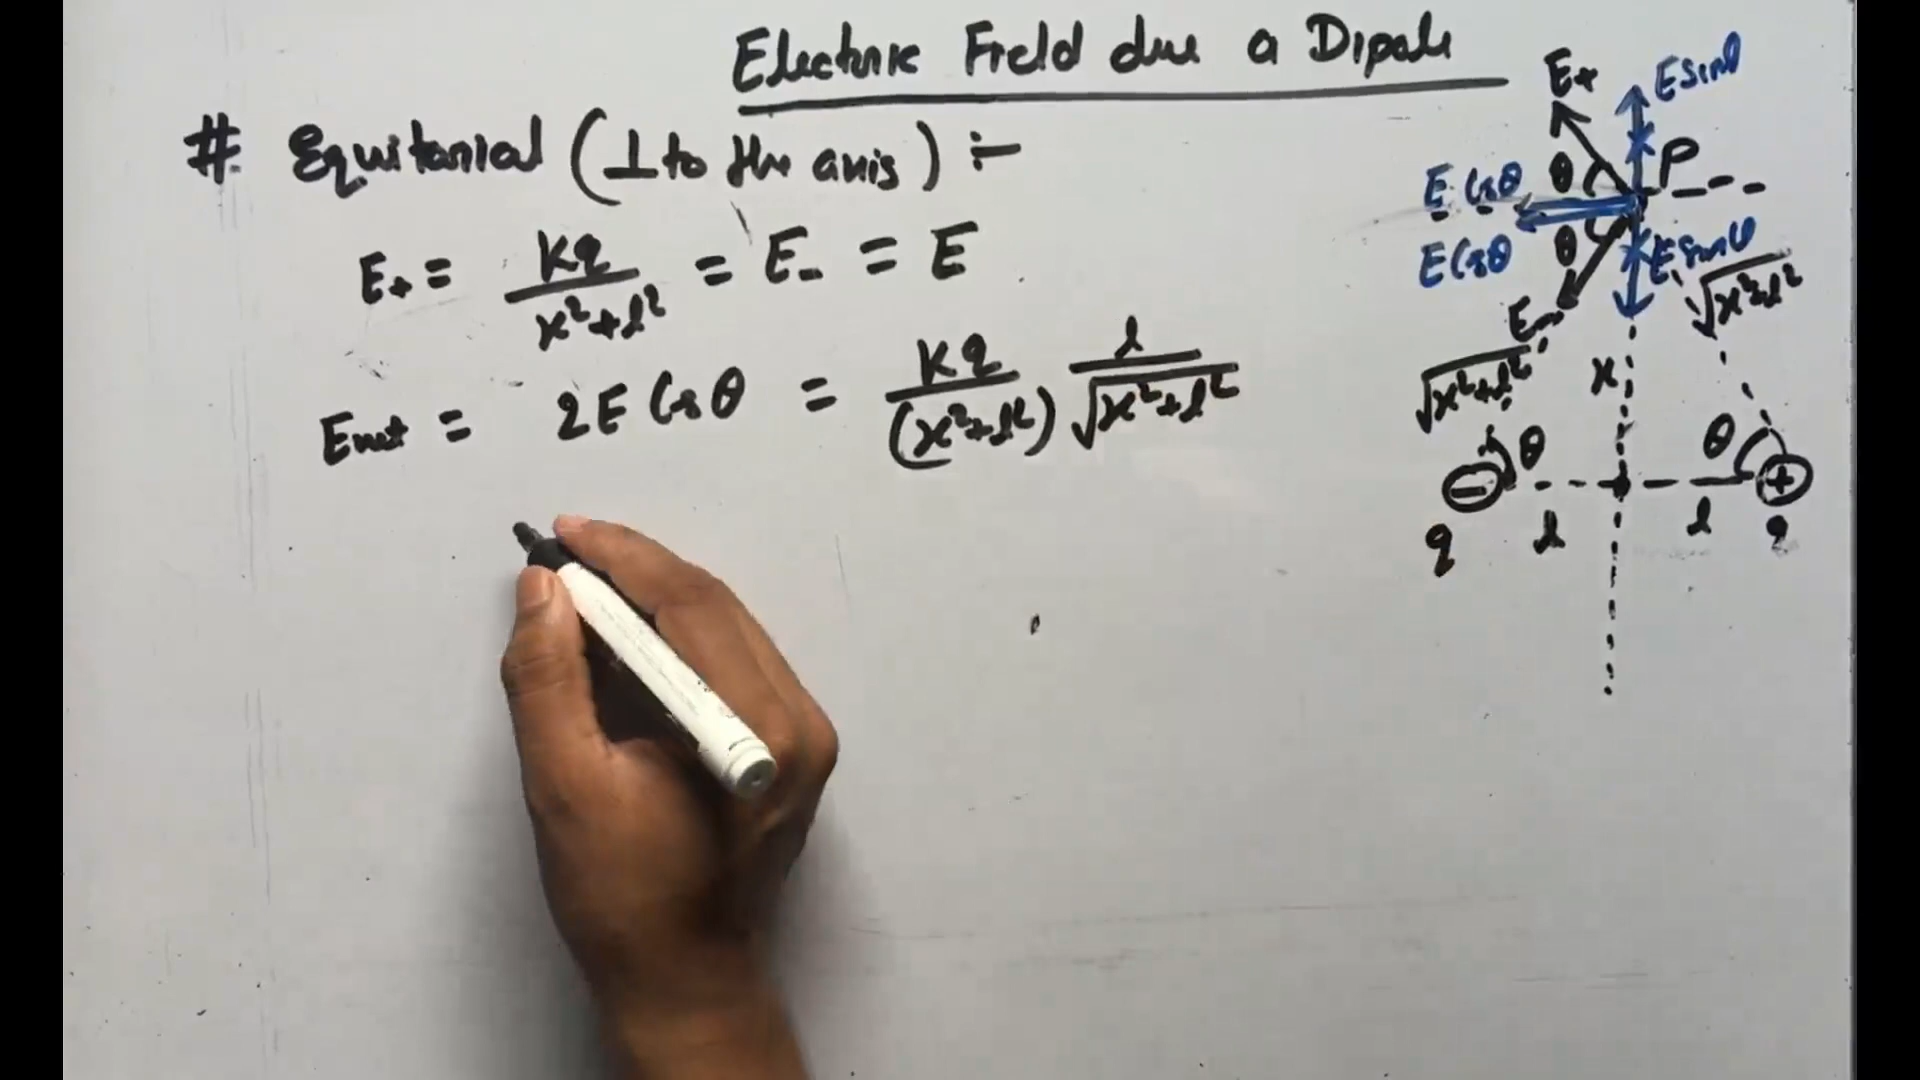 Electric Field due a Dipole
# Equitorial (⊥ to the axis) :-
E+ = Kq / (x²+l²) = E- = E
Enet = 2E Cosθ = Kq / (x²+l²) l / √(x²+l²)
E+
E sinθ
P
E Cosθ
θ
E Cosθ
θ
E sinθ
√x²+l²
E-
√x²+l²
x
θ
θ
−
+
q
l
l
q